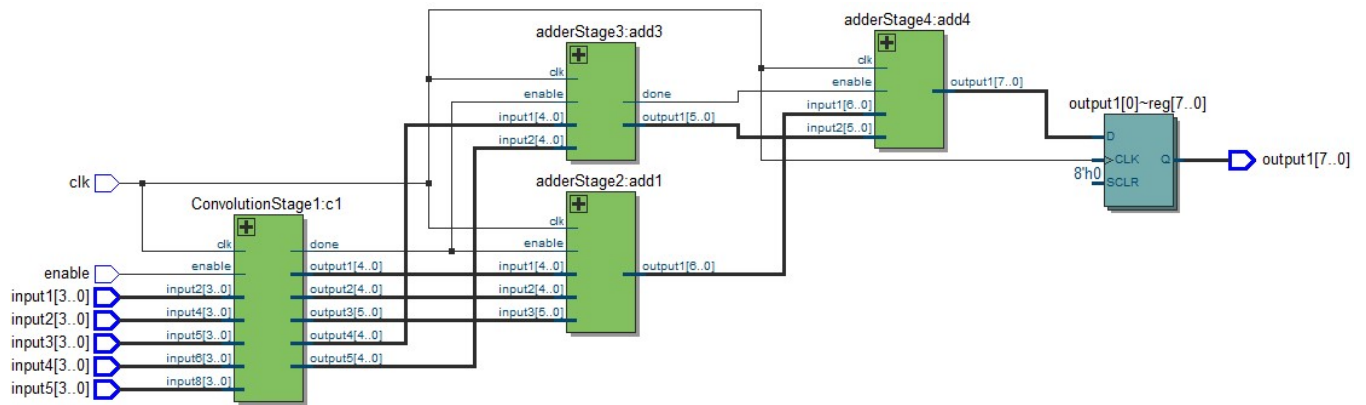 adderStage3:add3
clk
enable
input1[4..0]
input2[4..0]
done
output1[5..0]
adderStage4:add4
clk
enable
input1[6..0]
input2[5..0]
output1[7..0]
output1[0]~reg[7..0]
D
CLK
8'h0
SCLR
Q
output1[7..0]
clk
enable
input1[3..0]
input2[3..0]
input3[3..0]
input4[3..0]
input5[3..0]
ConvolutionStage1:c1
clk
enable
input2[3..0]
input4[3..0]
input5[3..0]
input6[3..0]
input8[3..0]
done
output1[4..0]
output2[4..0]
output3[5..0]
output4[4..0]
output5[4..0]
adderStage2:add1
clk
enable
input1[4..0]
input2[4..0]
input3[5..0]
output1[6..0]